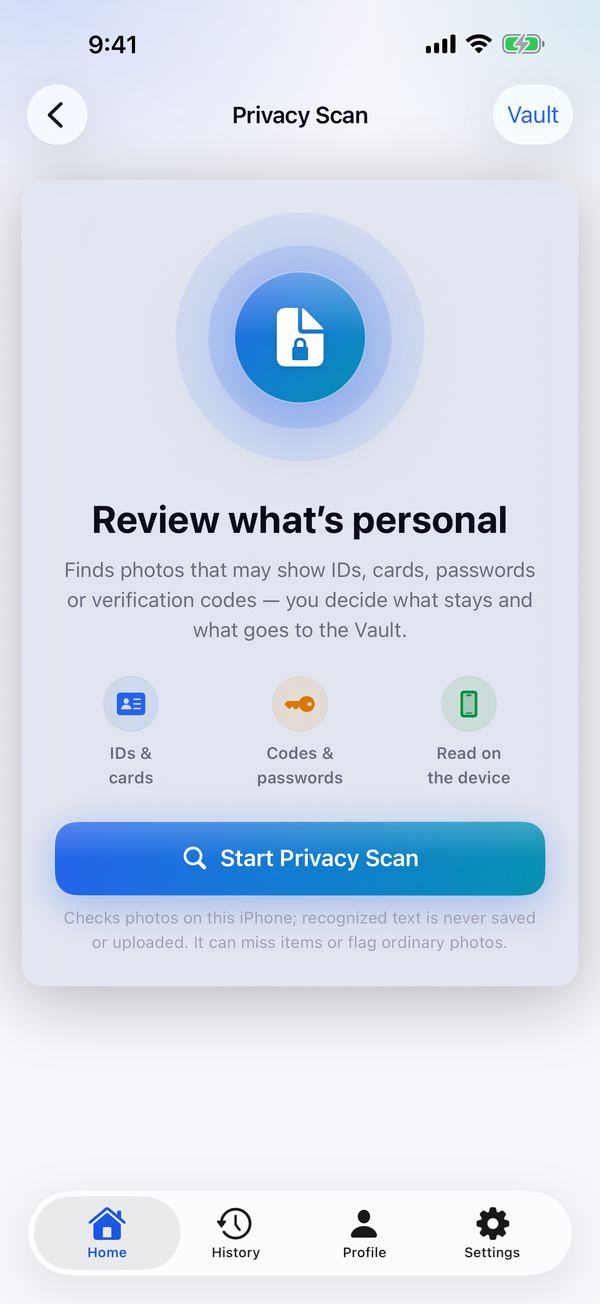 9:41
Privacy Scan
Vault
Review what’s personal
Finds photos that may show IDs, cards, passwords
or verification codes — you decide what stays and
what goes to the Vault.
IDs &
cards
Codes &
passwords
Read on
the device
Start Privacy Scan
Checks photos on this iPhone; recognized text is never saved
or uploaded. It can miss items or flag ordinary photos.
Home
History
Profile
Settings